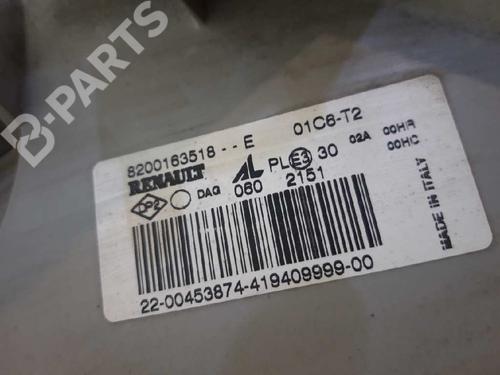 B-PARTS
8200163518--E 01C6-T2
RENAULT AL PL E3 30 02A 00HR
00HC
DP2 DAG 060 2151
MADE IN ITALY
22-00453874-419409999-00